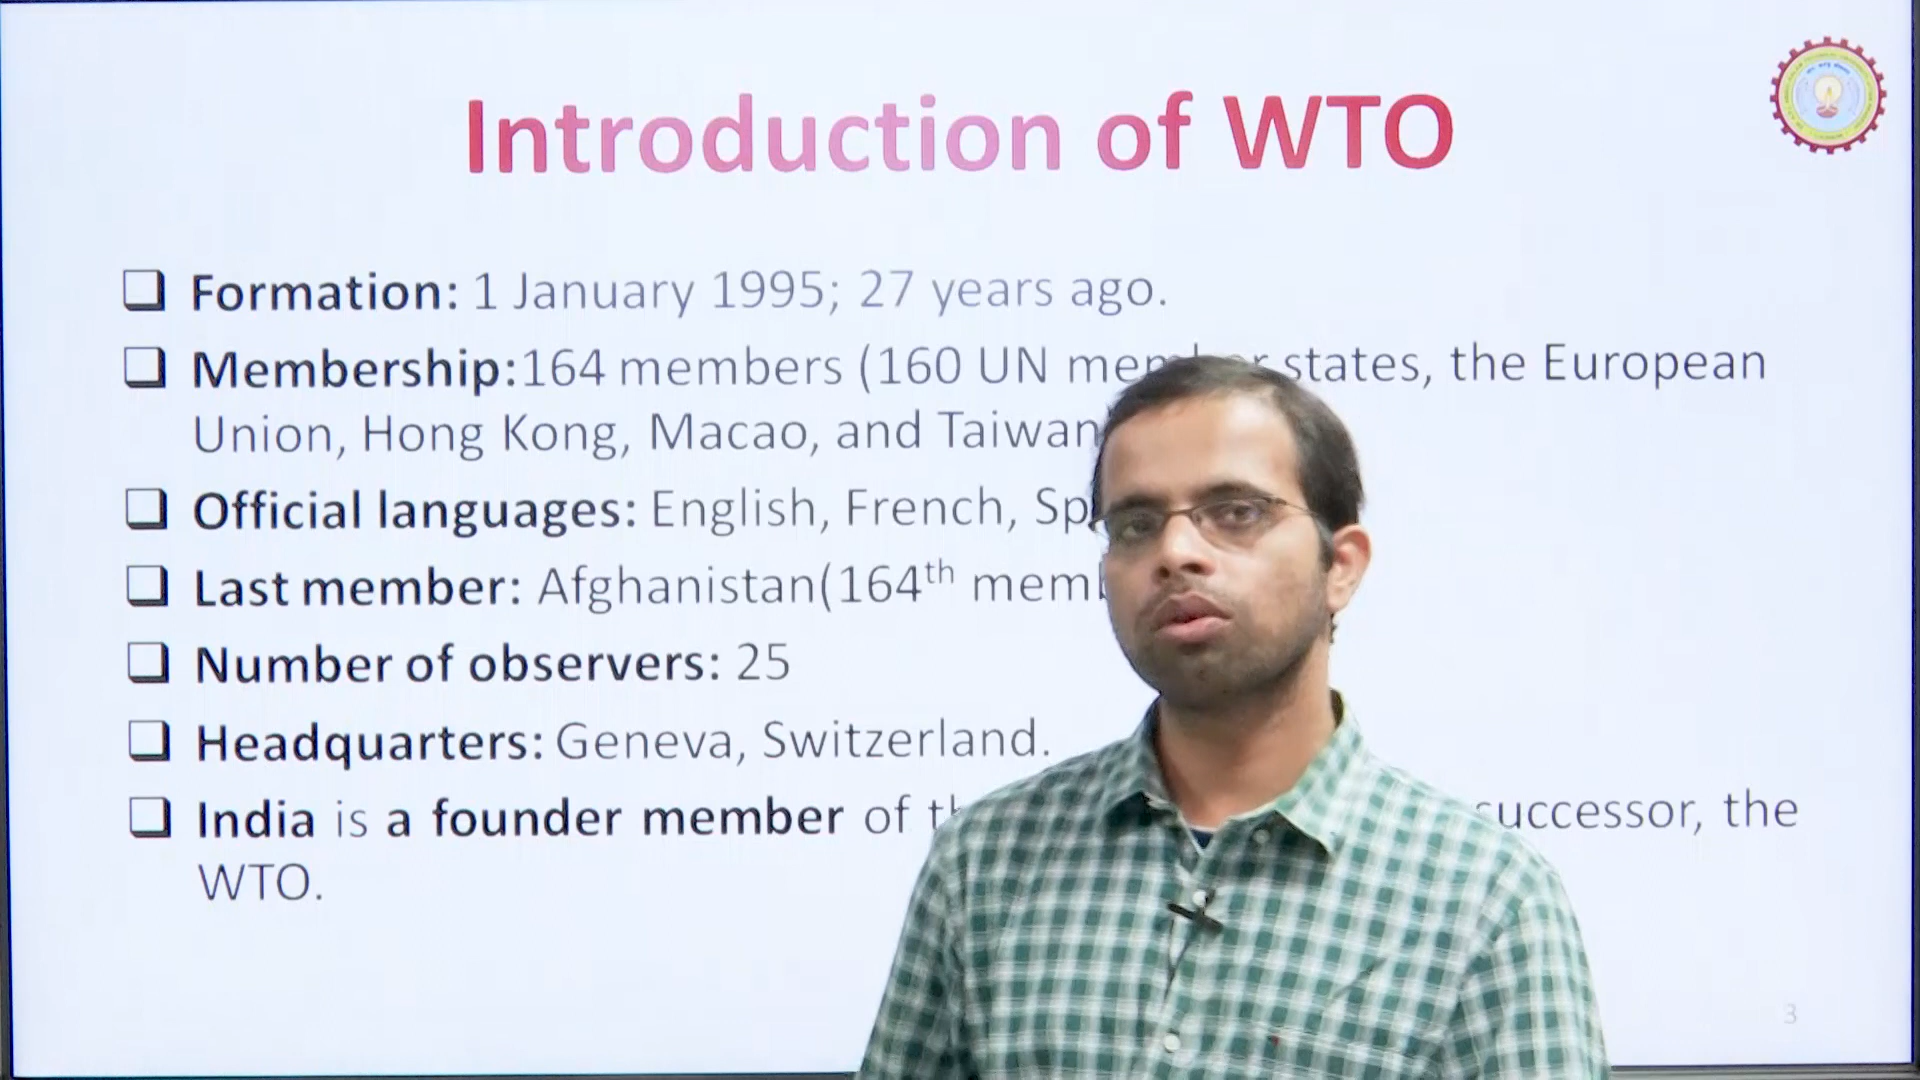 Introduction of WTO
Formation: 1 January 1995; 27 years ago.
Membership:164 members (160 UN member states, the European
Union, Hong Kong, Macao, and Taiwan
Official languages: English, French,
Last member: Afghanistan(164th
Number of observers: 25
Headquarters: Geneva, Switzerland.
India is a founder member of successor, the
WTO.
3